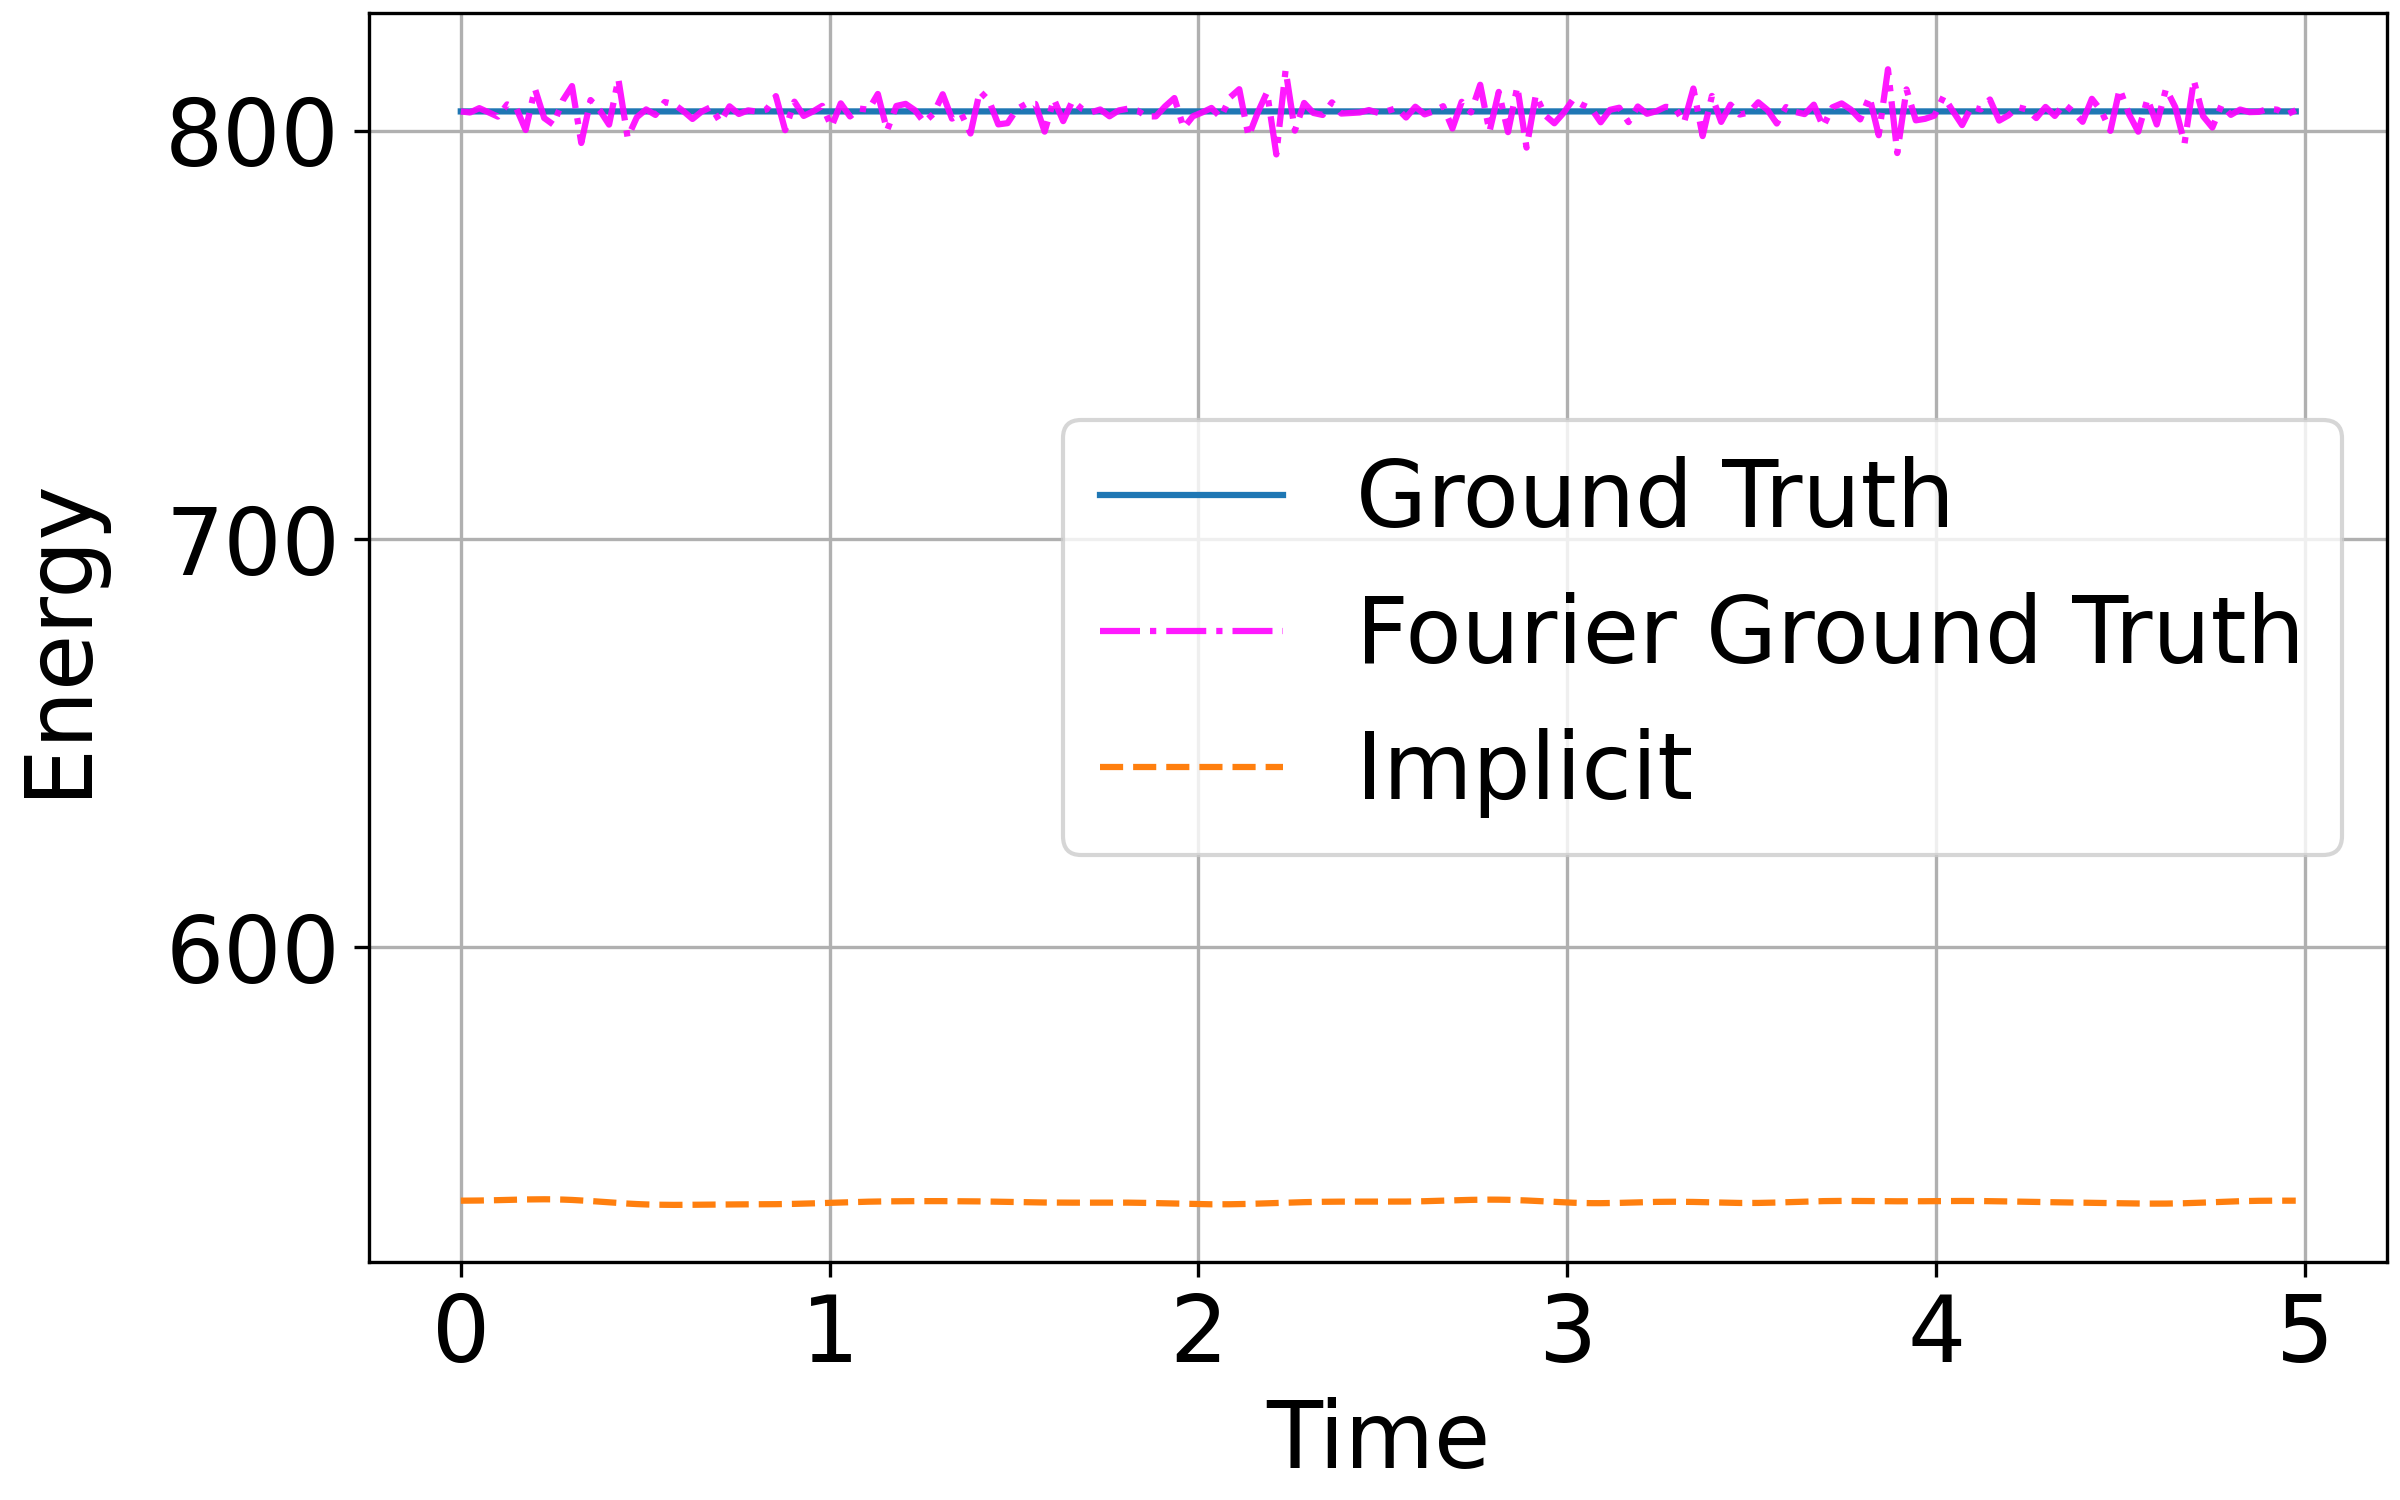 Energy
800
700
600
Ground Truth
Fourier Ground Truth
Implicit
0 1 2 3 4 5
Time